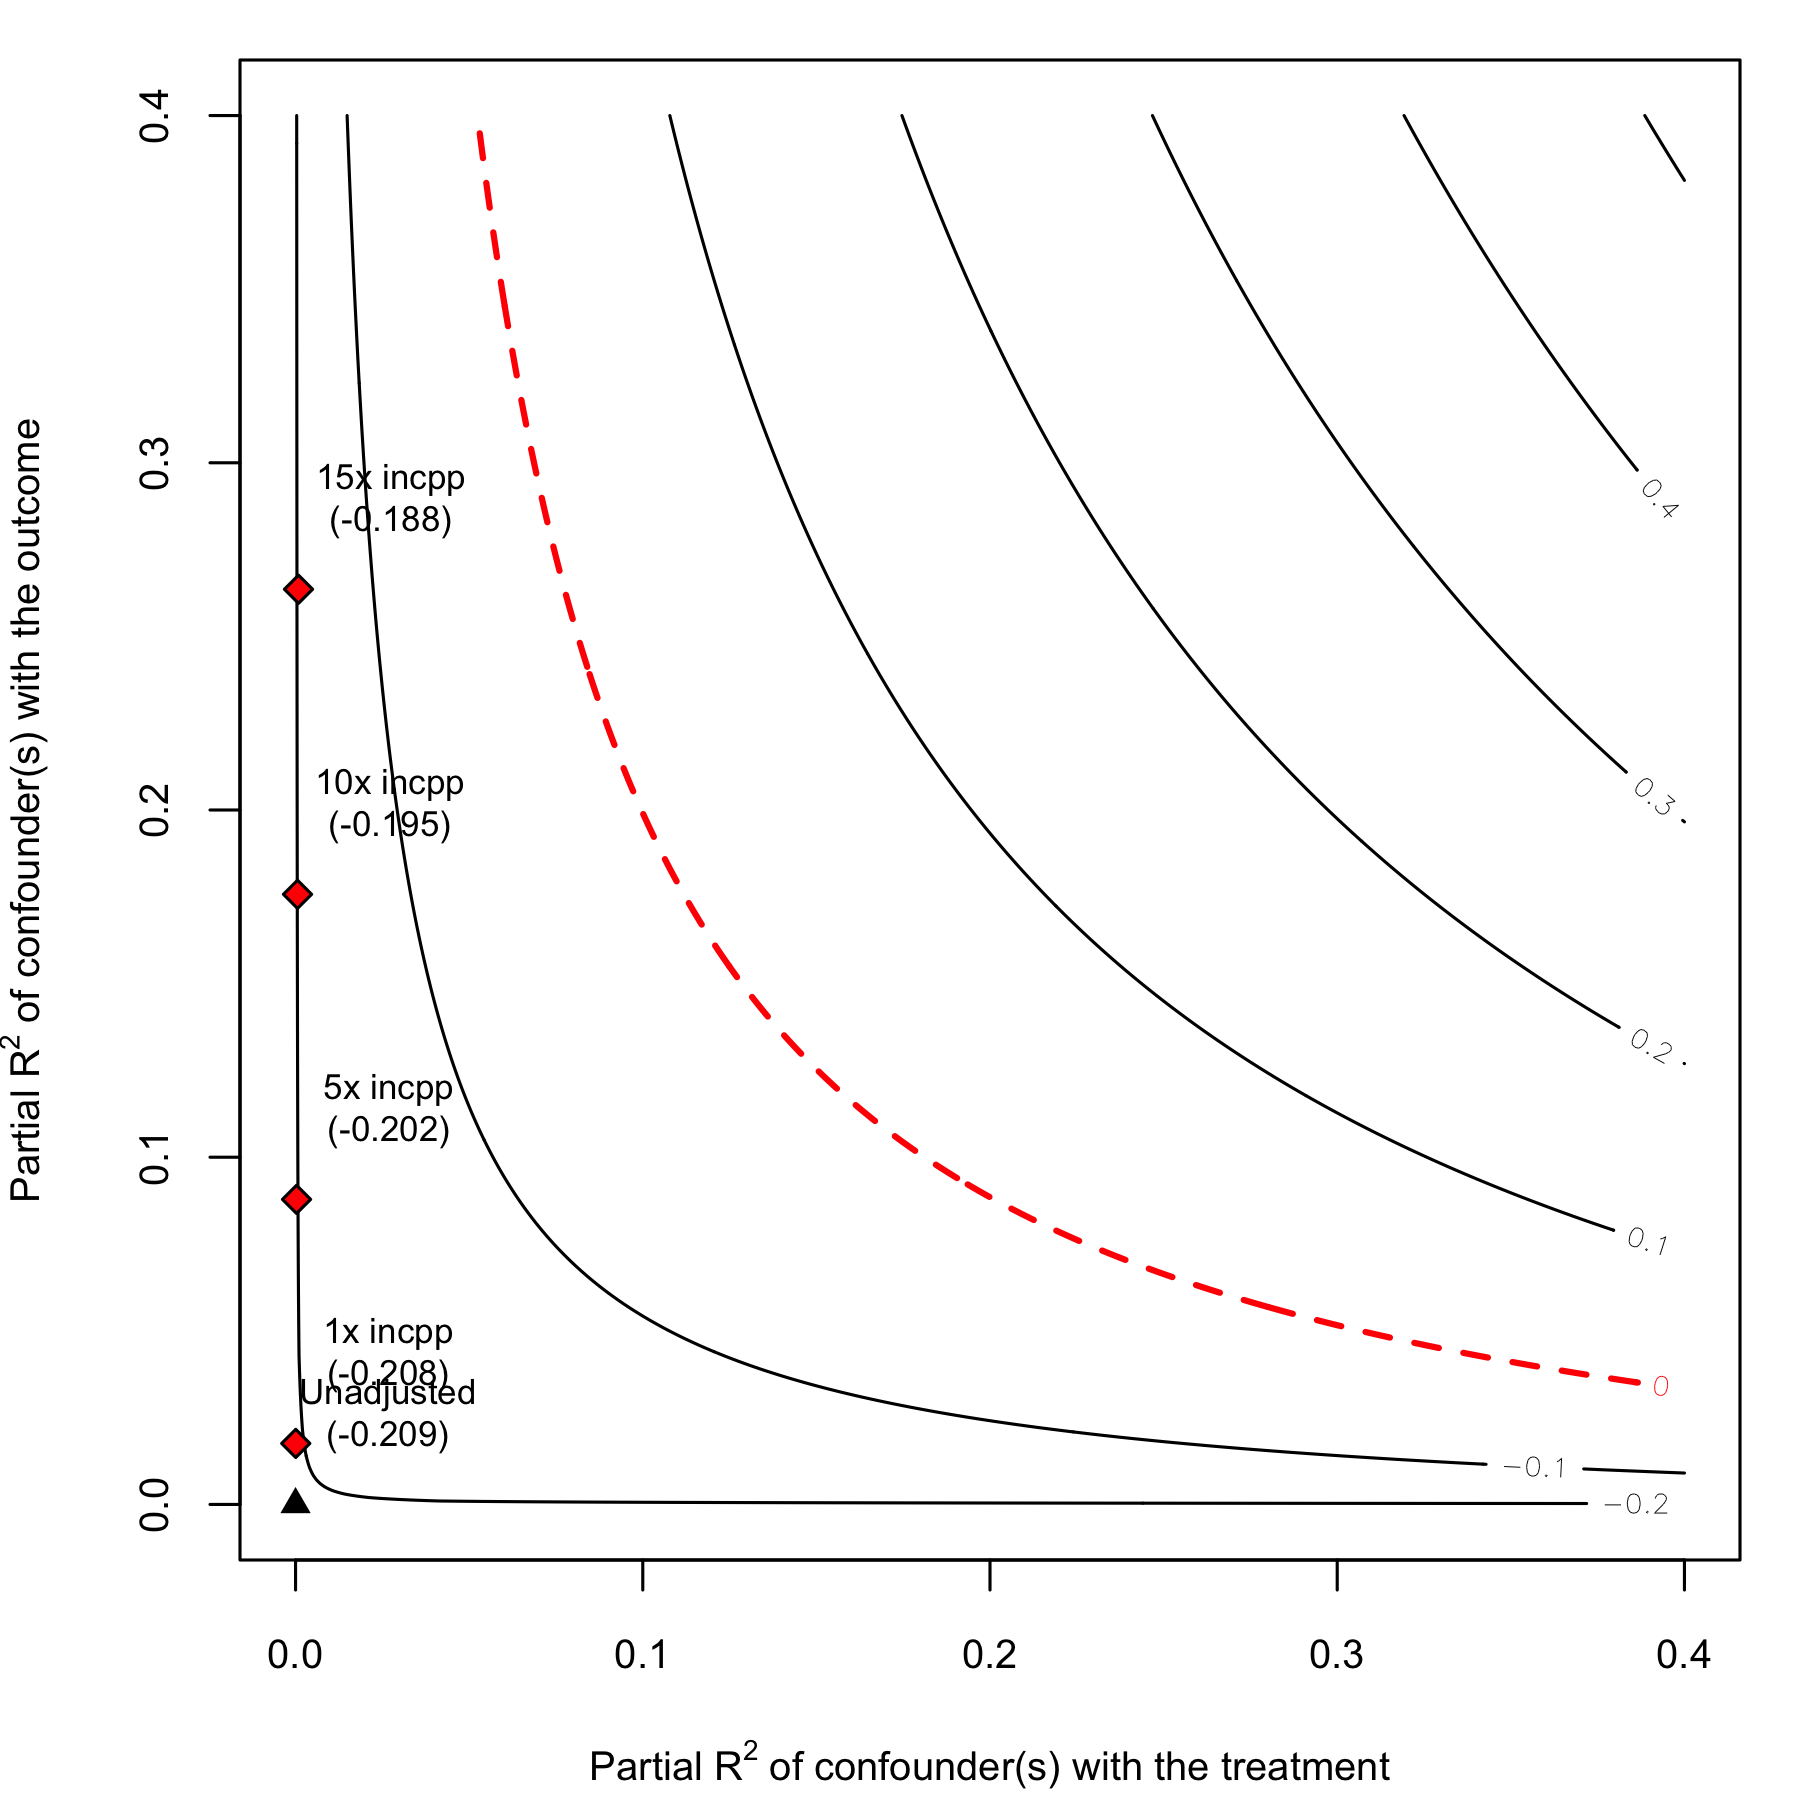 Partial R² of confounder(s) with the outcome
0.4
0.3
0.2
0.1
0.0
15x incpp
(-0.188)
10x incpp
(-0.195)
5x incpp
(-0.202)
1x incpp
(-0.208)
Unadjusted
(-0.209)
0.4
0.3
0.2
0.1
0
−0.1
−0.2
0.0 0.1 0.2 0.3 0.4
Partial R² of confounder(s) with the treatment